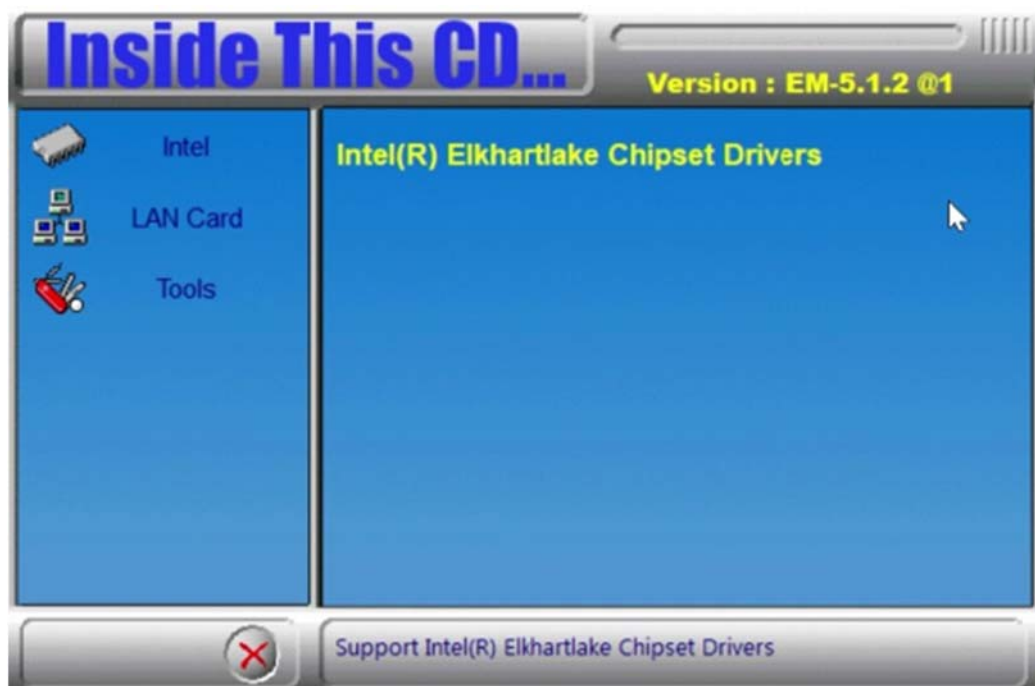 Inside This CD...
Version : EM-5.1.2 @1
Intel
LAN Card
Tools
Intel(R) Elkhartlake Chipset Drivers
Support Intel(R) Elkhartlake Chipset Drivers